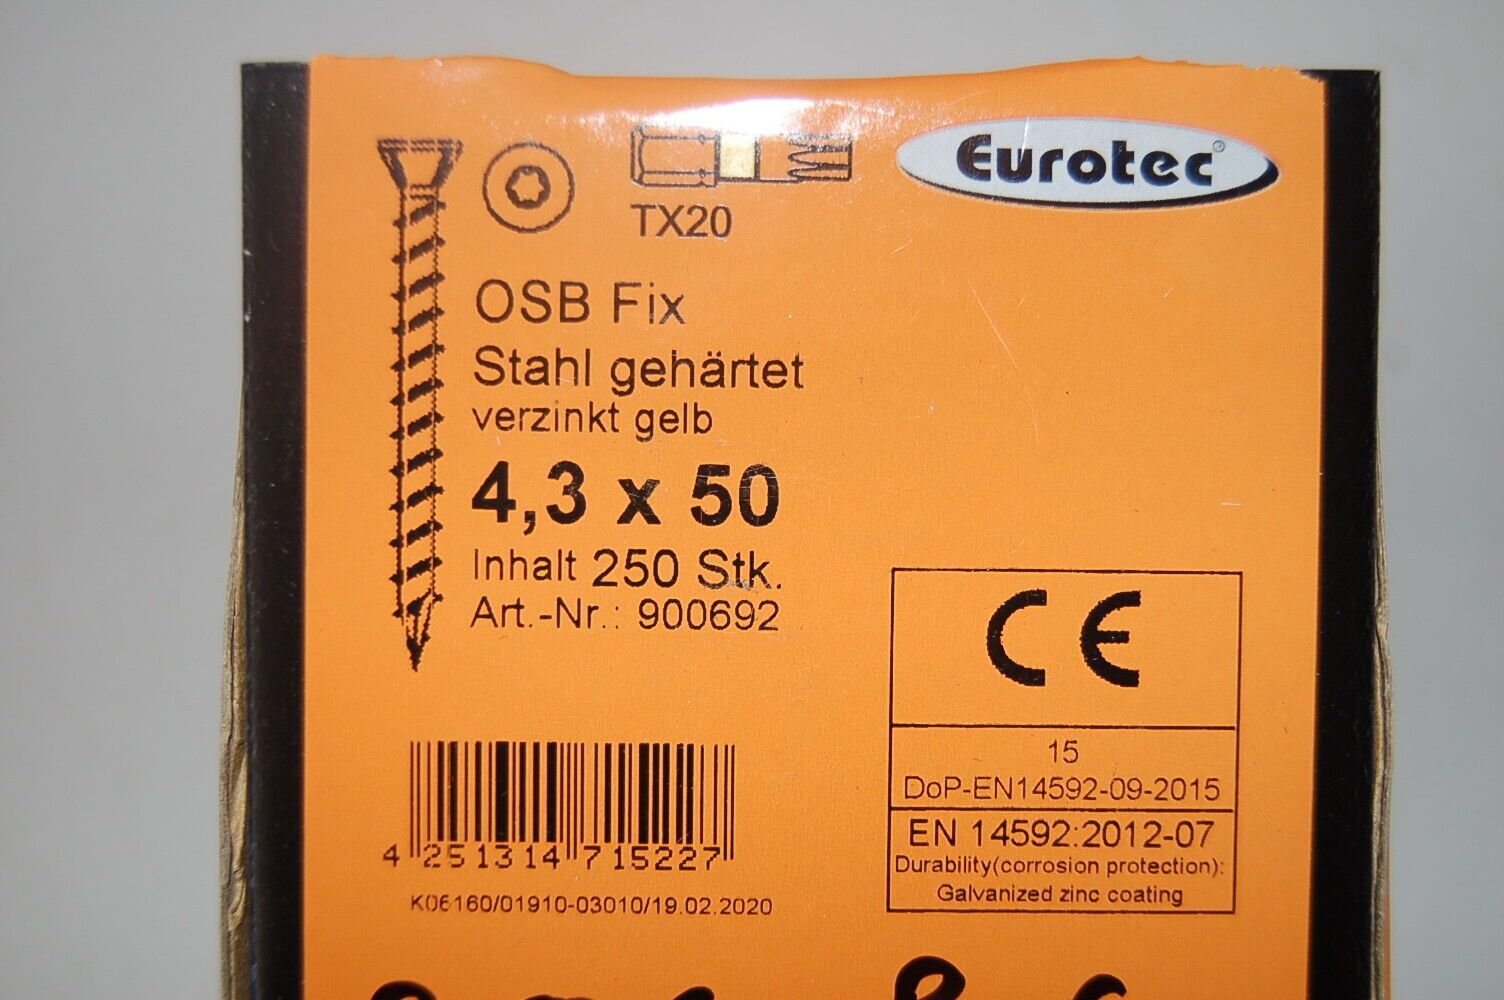 Eurotec®
TX20
OSB Fix
Stahl gehärtet
verzinkt gelb
4,3 x 50
Inhalt 250 Stk.
Art.-Nr.: 900692
CE
15
DoP-EN14592-09-2015
EN 14592:2012-07
Durability(corrosion protection):
Galvanized zinc coating
4 251314 715227
K06160/01910-03010/19.02.2020